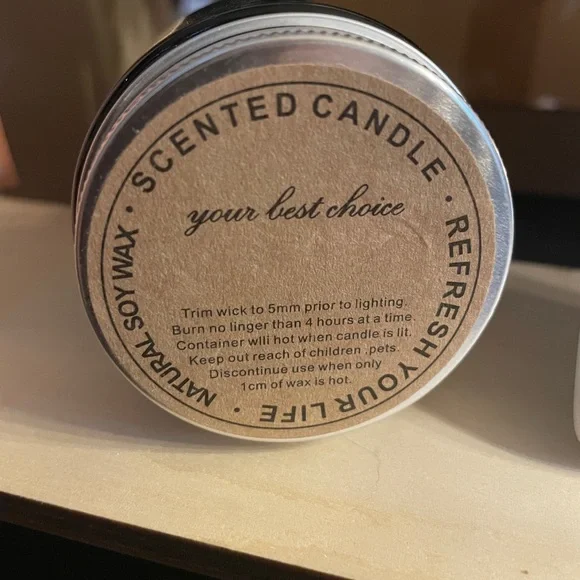 SCENTED CANDLE · REFRESH YOUR LIFE · NATURAL SOY WAX ·
your best choice
Trim wick to 5mm prior to lighting.
Burn no linger than 4 hours at a time.
Container wlll hot when candle is lit.
Keep out reach of children ,pets.
Discontinue use when only
1cm of wax is hot.